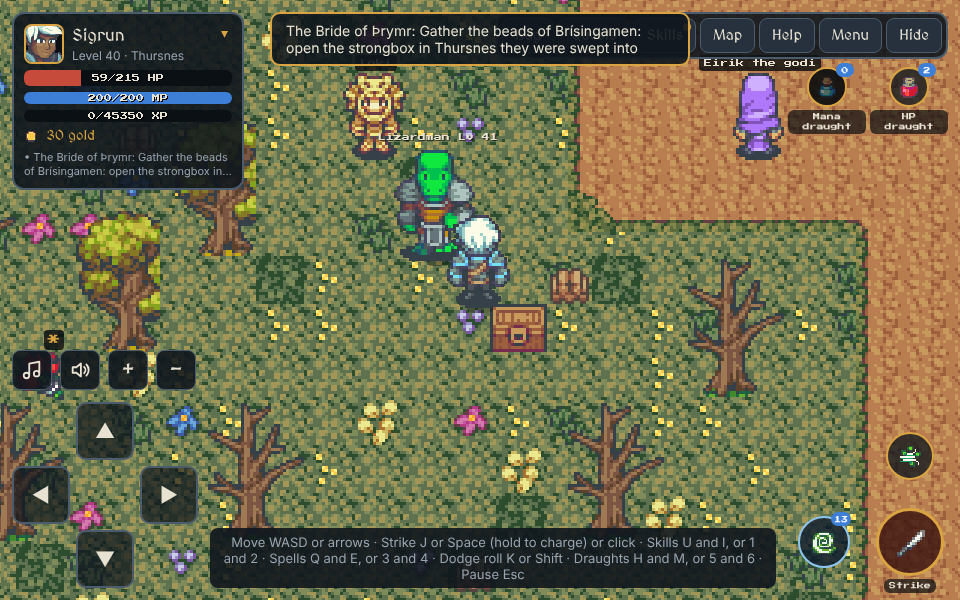 Sigrun
Level 40 · Thursnes
59/215 HP
200/200 MP
0/45350 XP
30 gold
• The Bride of Þrymr: Gather the beads
of Brísingamen: open the strongbox in...
The Bride of Þrymr: Gather the beads of Brísingamen:
open the strongbox in Thursnes they were swept into
Skills
Map
Help
Menu
Hide
Eirik the godi
0
Mana
draught
2
HP
draught
Lizardman Lv 41
+
-
Move WASD or arrows · Strike J or Space (hold to charge) or click · Skills U and I, or 1
and 2 · Spells Q and E, or 3 and 4 · Dodge roll K or Shift · Draughts H and M, or 5 and 6 ·
Pause Esc
13
Strike